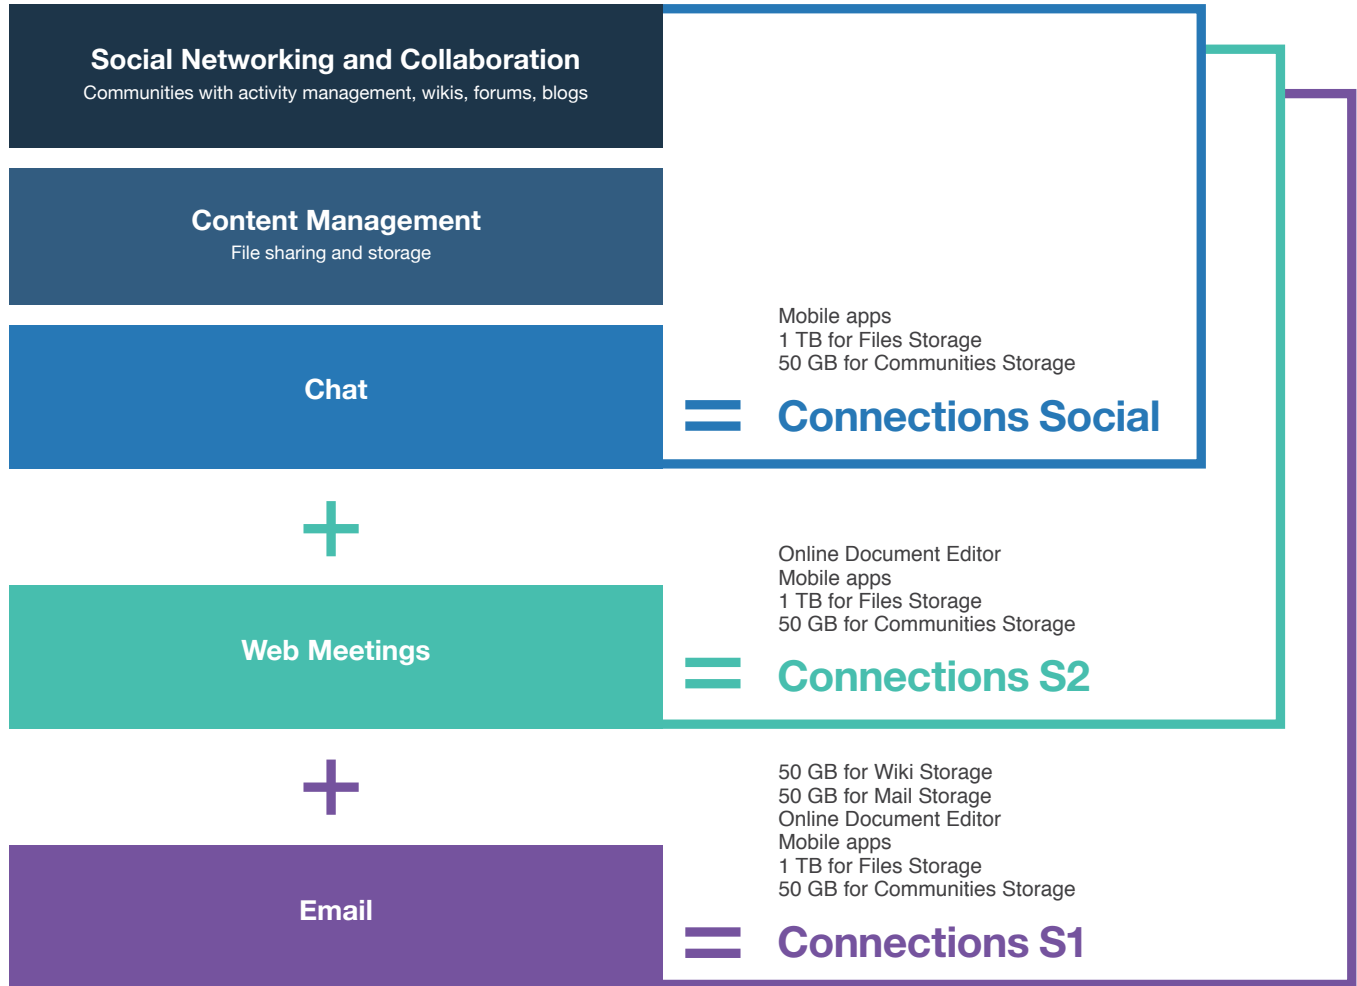 Social Networking and Collaboration
Communities with activity management, wikis, forums, blogs
Content Management
File sharing and storage
Chat
Mobile apps
1 TB for Files Storage
50 GB for Communities Storage
= Connections Social
+
Web Meetings
Online Document Editor
Mobile apps
1 TB for Files Storage
50 GB for Communities Storage
= Connections S2
+
Email
50 GB for Wiki Storage
50 GB for Mail Storage
Online Document Editor
Mobile apps
1 TB for Files Storage
50 GB for Communities Storage
= Connections S1